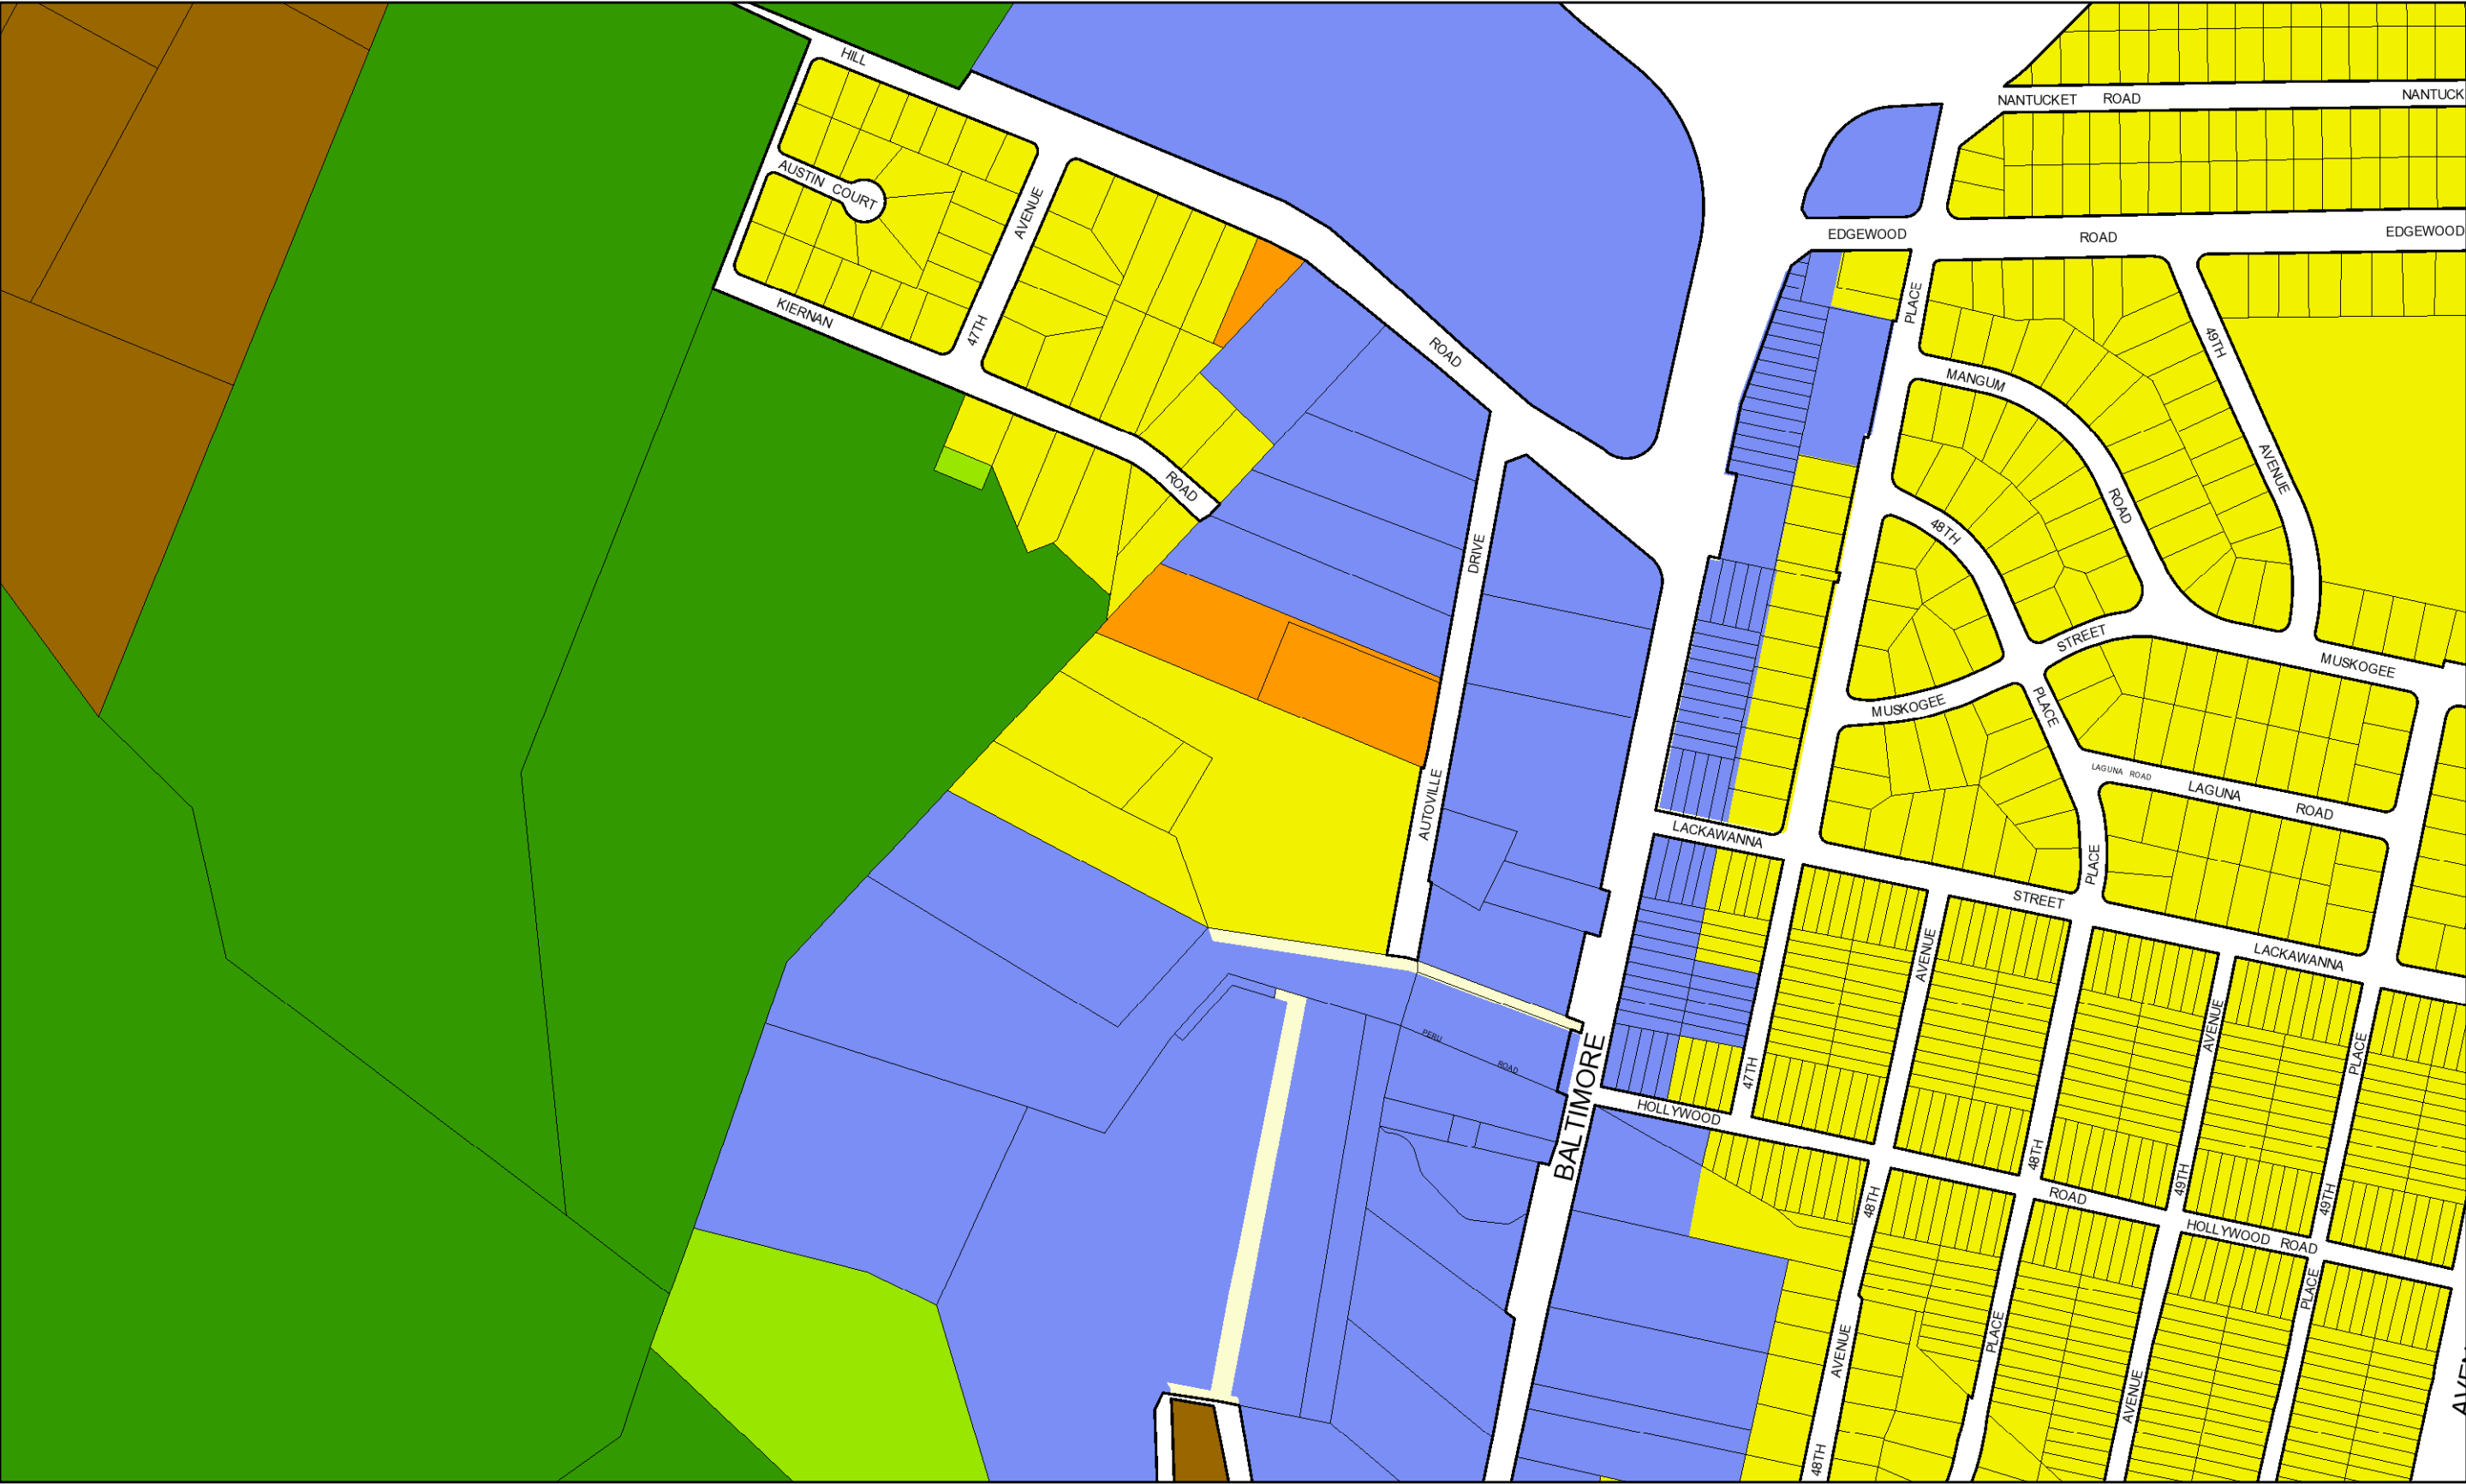 HILL
NANTUCKET ROAD
NANTUCK
AUSTIN COURT
AVENUE
EDGEWOOD
ROAD
EDGEWOOD
KIERNAN
47TH
ROAD
PLACE
49TH
MANGUM
ROAD
AVENUE
ROAD
48TH
DRIVE
STREET
MUSKOGEE
MUSKOGEE
PLACE
LAGUNA ROAD
LAGUNA
ROAD
AUTOVILLE
LACKAWANNA
PLACE
STREET
AVENUE
LACKAWANNA
AVENUE
PLACE
PERU
ROAD
47TH
BALTIMORE
HOLLYWOOD
48TH
49TH
48TH
ROAD
49TH
HOLLYWOOD ROAD
PLACE
AVENUE
PLACE
AVENUE
48TH